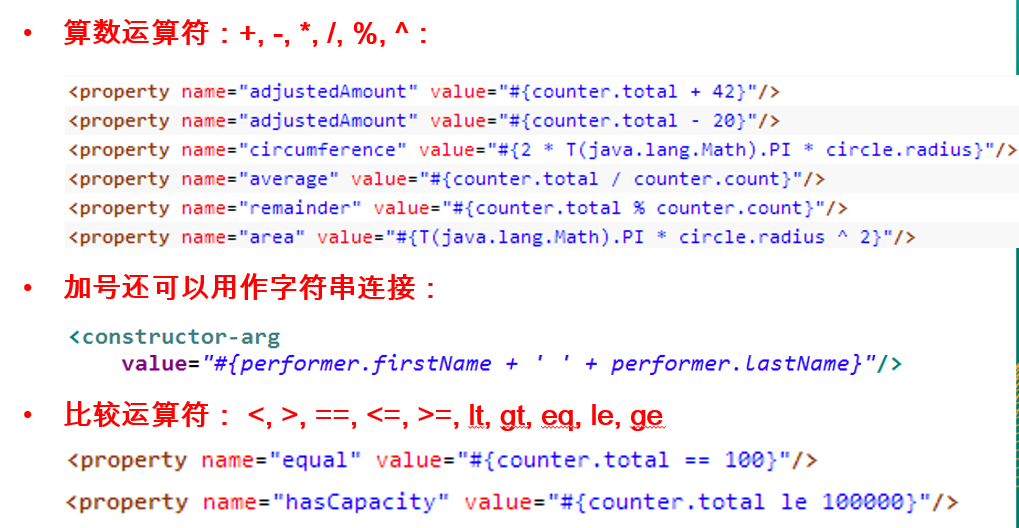 • 算数运算符：+, -, *, /, %, ^：
<property name="adjustedAmount" value="#{counter.total + 42}"/>
<property name="adjustedAmount" value="#{counter.total - 20}"/>
<property name="circumference" value="#{2 * T(java.lang.Math).PI * circle.radius}"/>
<property name="average" value="#{counter.total / counter.count}"/>
<property name="remainder" value="#{counter.total % counter.count}"/>
<property name="area" value="#{T(java.lang.Math).PI * circle.radius ^ 2}"/>
• 加号还可以用作字符串连接：
<constructor-arg
value="#{performer.firstName + ' ' + performer.lastName}"/>
• 比较运算符： <, >, ==, <=, >=, lt, gt, eq, le, ge
<property name="equal" value="#{counter.total == 100}"/>
<property name="hasCapacity" value="#{counter.total le 100000}"/>